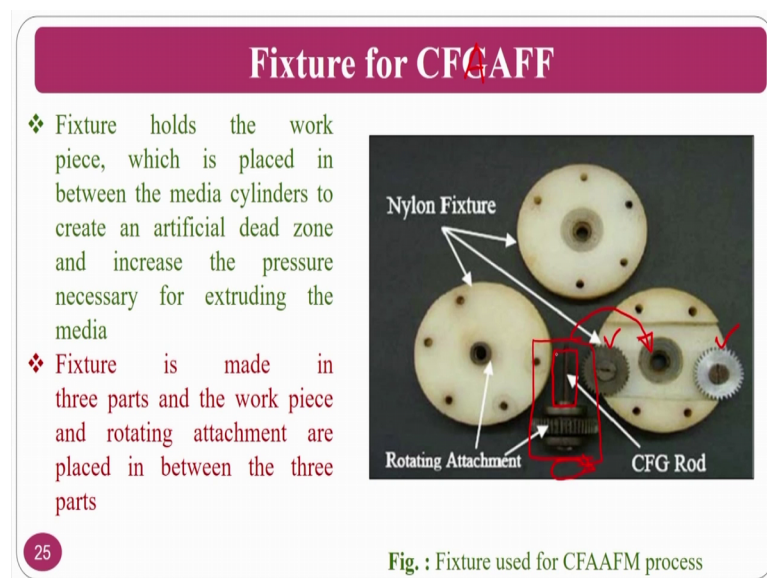 Fixture for CFGAFF
A
❖ Fixture holds the work
piece, which is placed in
between the media cylinders to
create an artificial dead zone
and increase the pressure
necessary for extruding the
media
❖ Fixture is made in
three parts and the work piece
and rotating attachment are
placed in between the three
parts
Nylon Fixture
Rotating Attachment
CFG Rod
25
Fig. : Fixture used for CFAAFM process